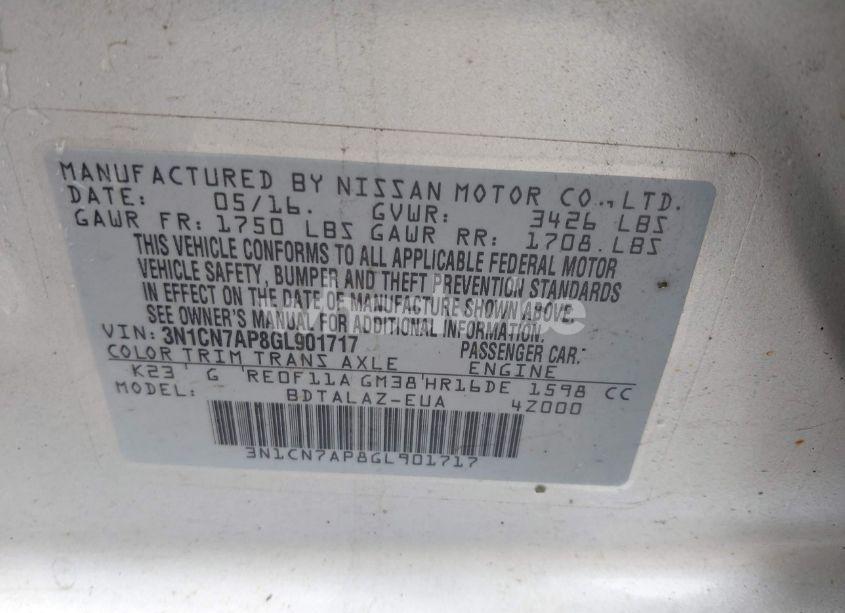 MANUFACTURED BY NISSAN MOTOR CO., LTD.
DATE: 05/16. GVWR: 3426 LBS
GAWR FR: 1750 LBS GAWR RR: 1708.LBS
THIS VEHICLE CONFORMS TO ALL APPLICABLE FEDERAL MOTOR
VEHICLE SAFETY, BUMPER AND THEFT PREVENTION STANDARDS
IN EFFECT ON THE DATE OF MANUFACTURE SHOWN ABOVE.
SEE OWNER'S MANUAL FOR ADDITIONAL INFORMATION.
VIN: 3N1CN7AP8GL901717 PASSENGER CAR.
COLOR TRIM TRANS AXLE ENGINE
K23 G RE0F11A GM38 HR16DE 1598 CC
MODEL: BDTALAZ-EUA 4Z000
3N1CN7AP8GL901717